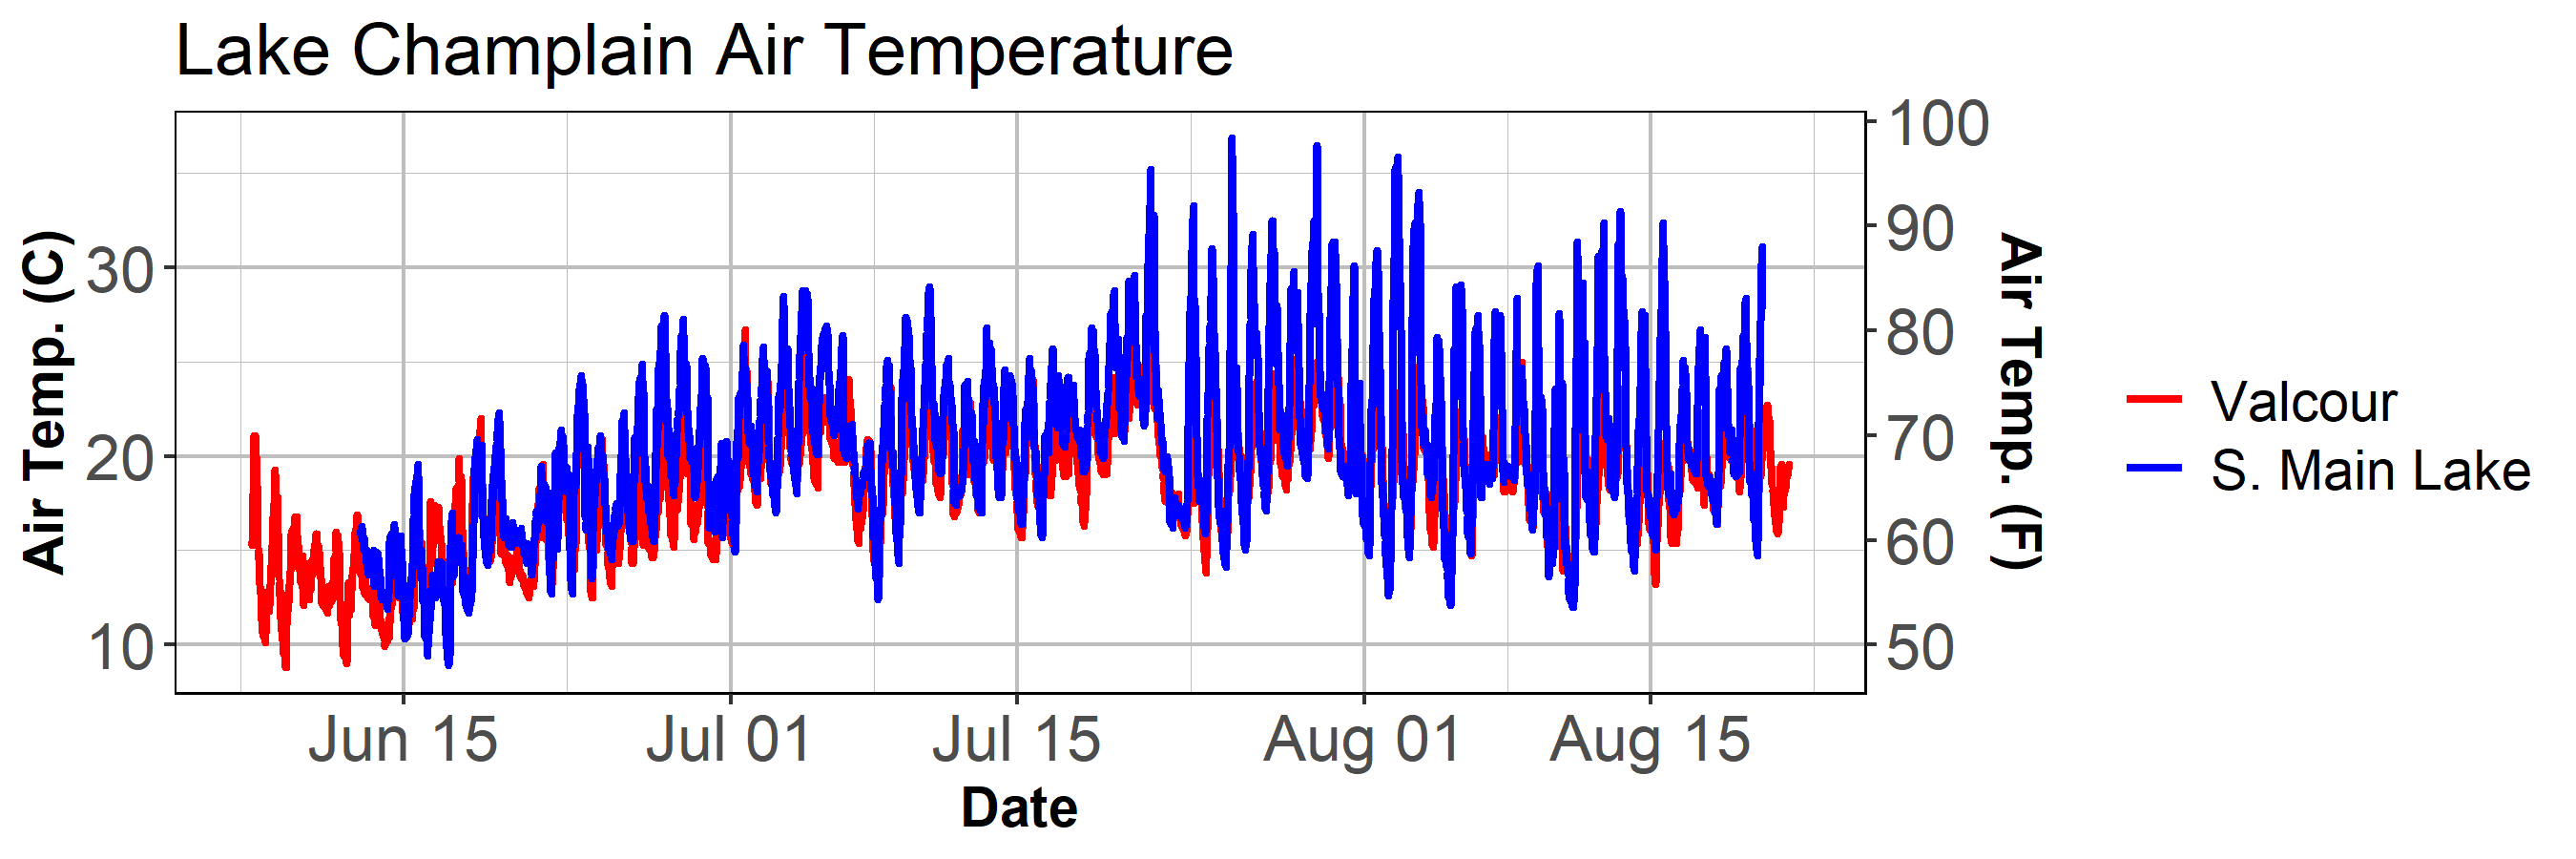 Lake Champlain Air Temperature
Air Temp. (C)
30
20
10
100
90
80
70
60
50
Air Temp. (F)
Jun 15 Jul 01 Jul 15 Aug 01 Aug 15
Date
Valcour
S. Main Lake